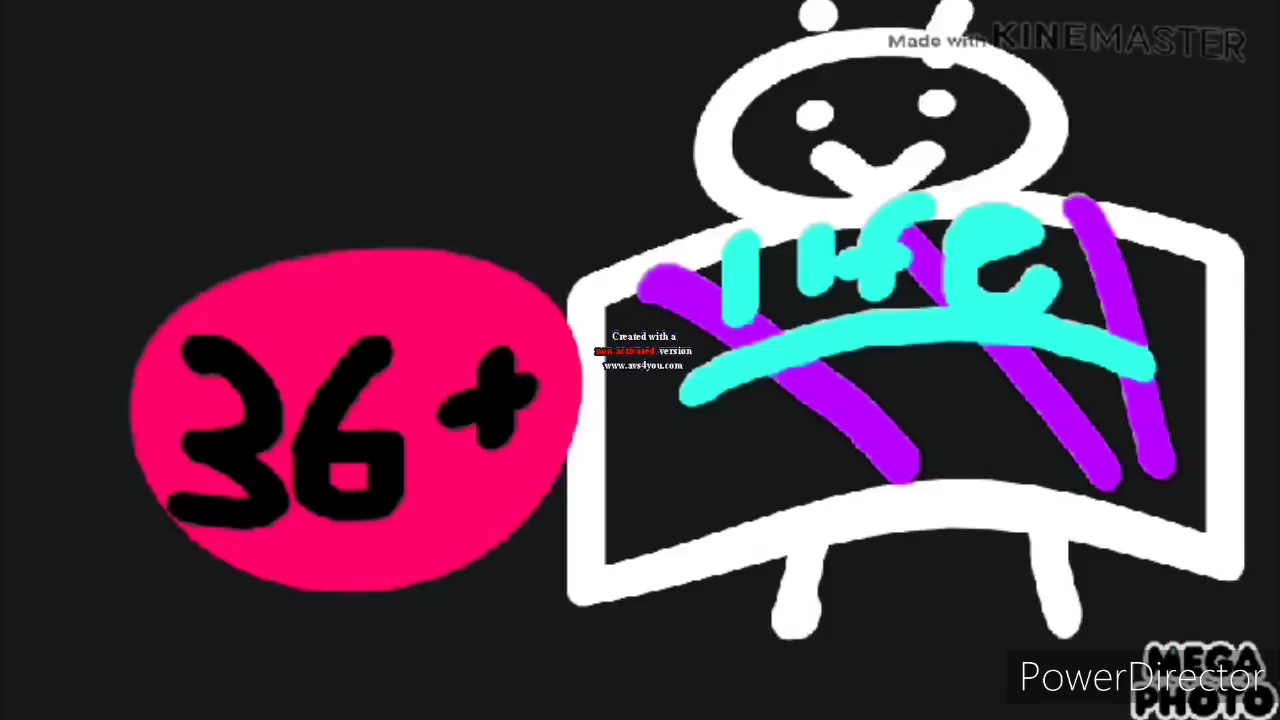 Made with KINEMASTER
life
Created with a
non activated version
www.avs4you.com
36+
MEGA
PowerDirector
PHOTO